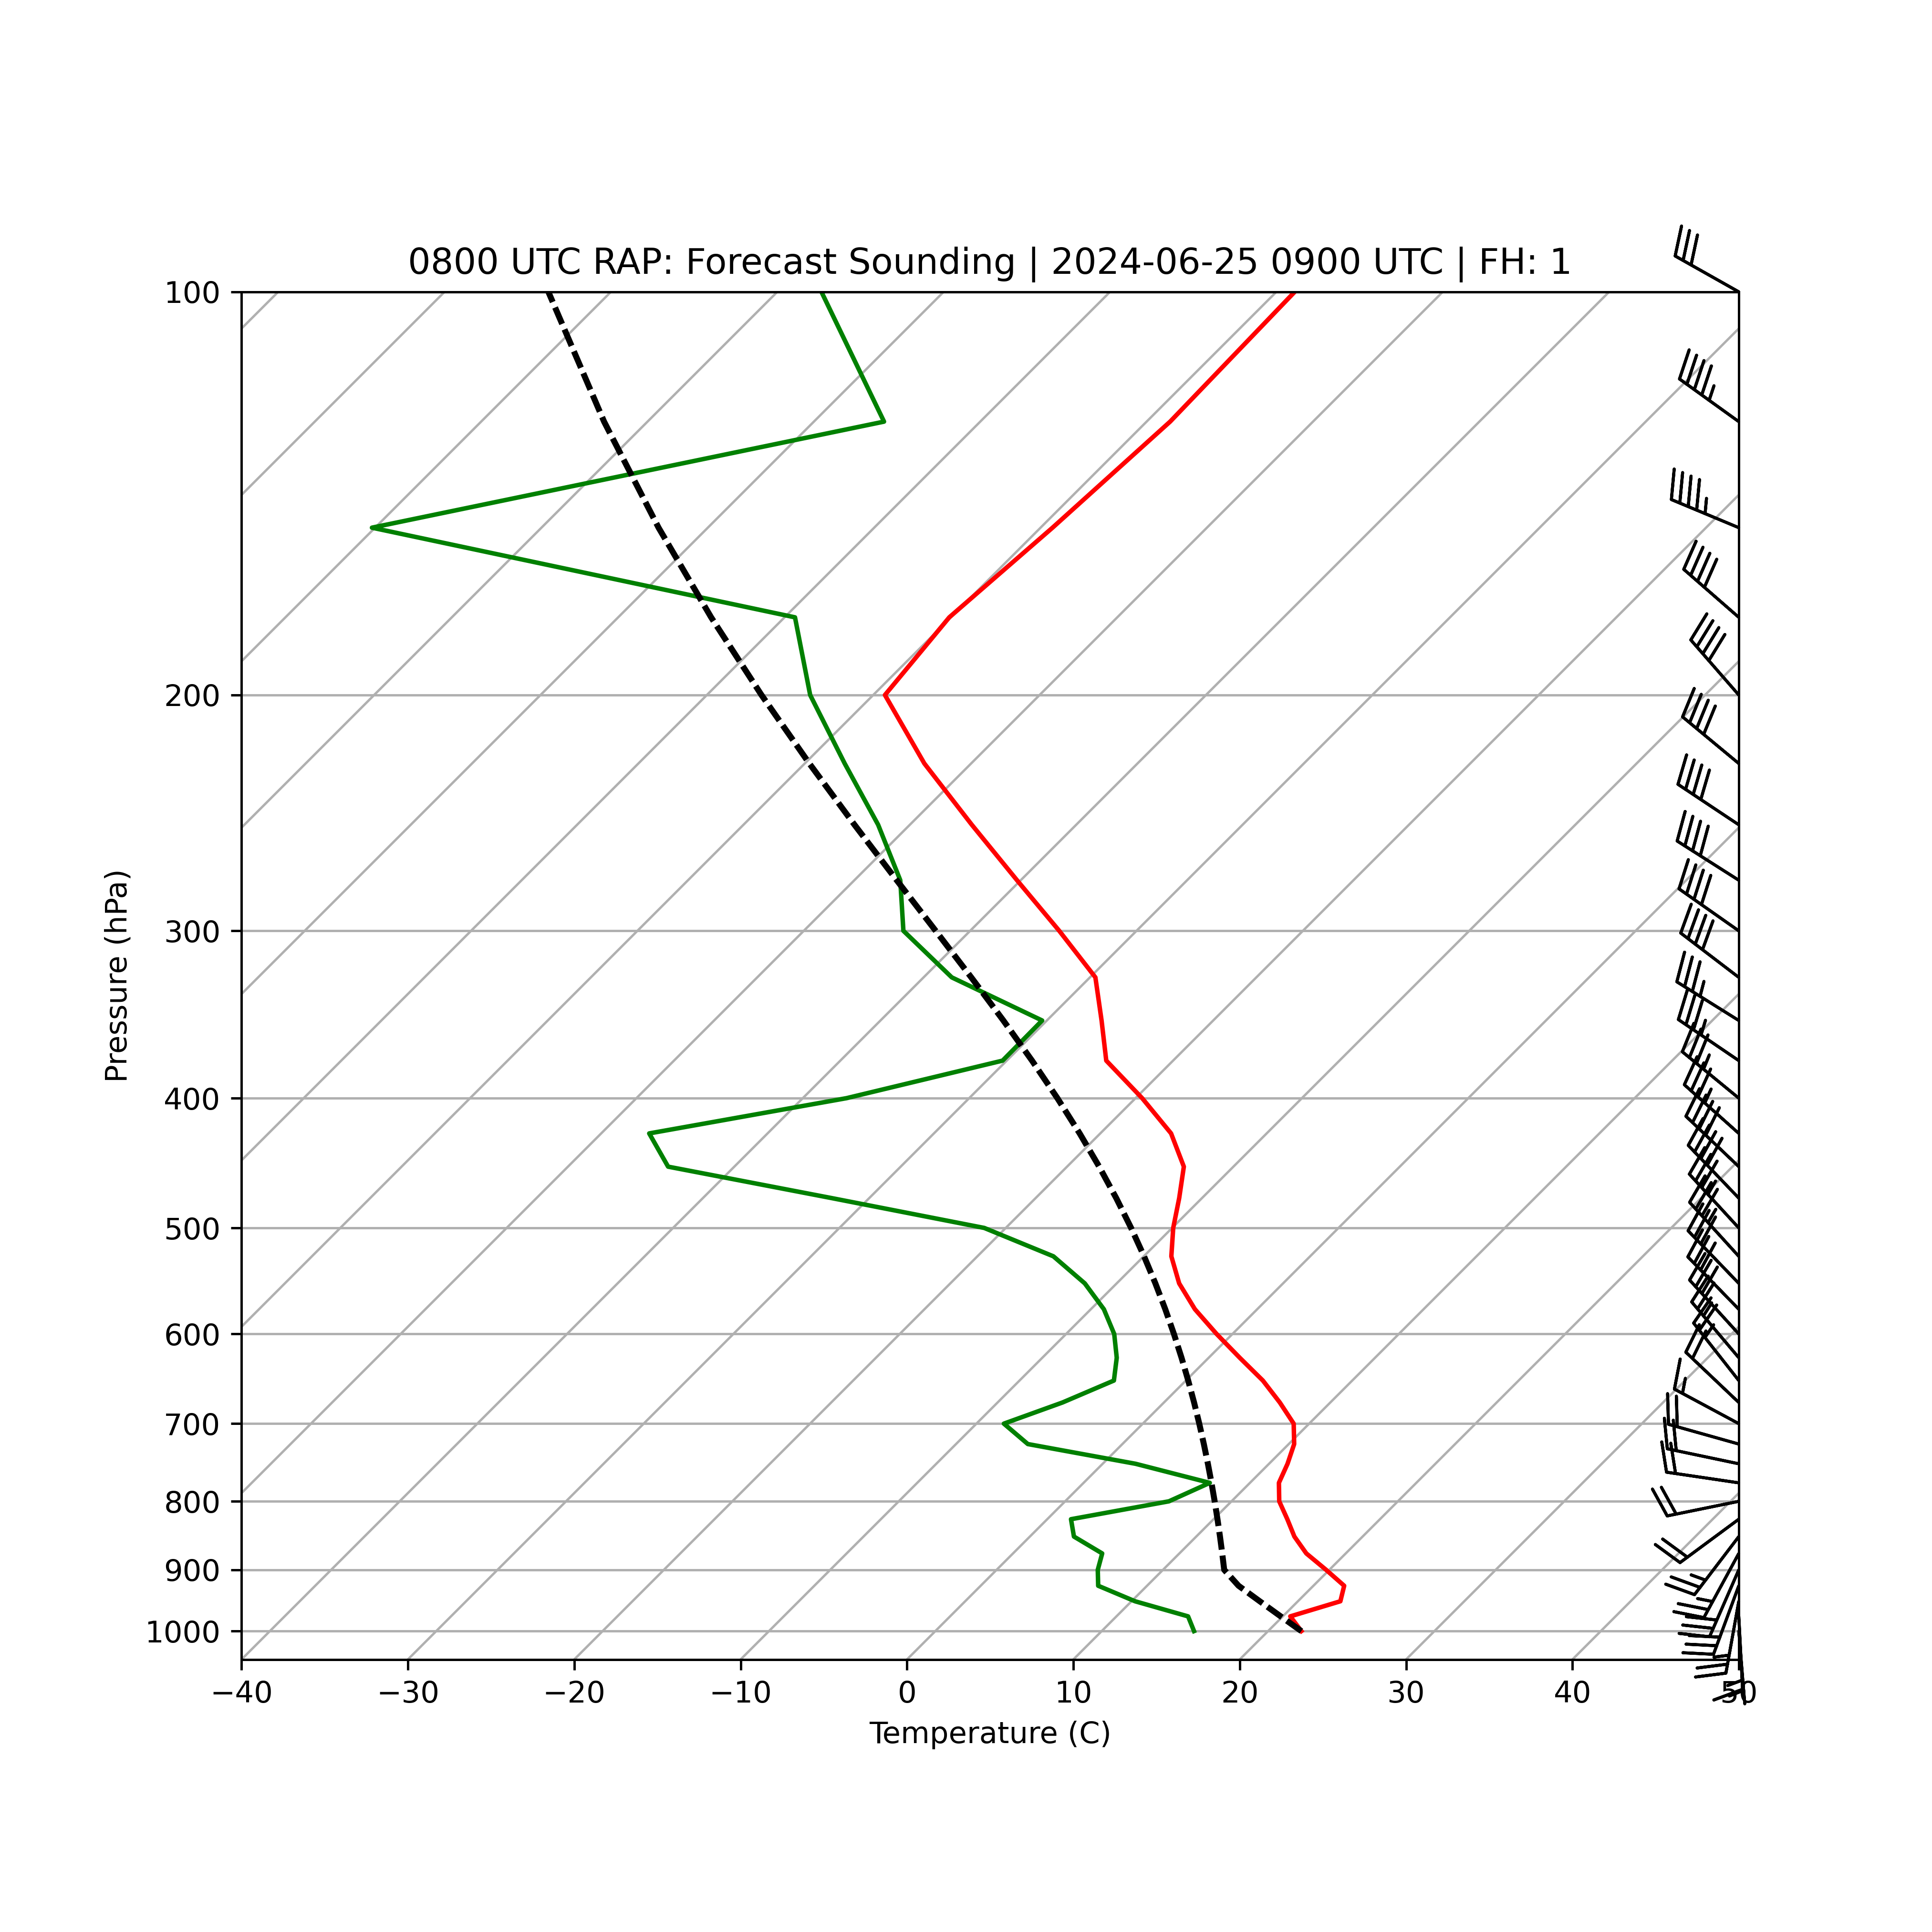 0800 UTC RAP: Forecast Sounding | 2024-06-25 0900 UTC | FH: 1
100
200
300
400
500
600
700
800
900
1000
Pressure (hPa)
−40 −30 −20 −10 0 10 20 30 40 50
Temperature (C)